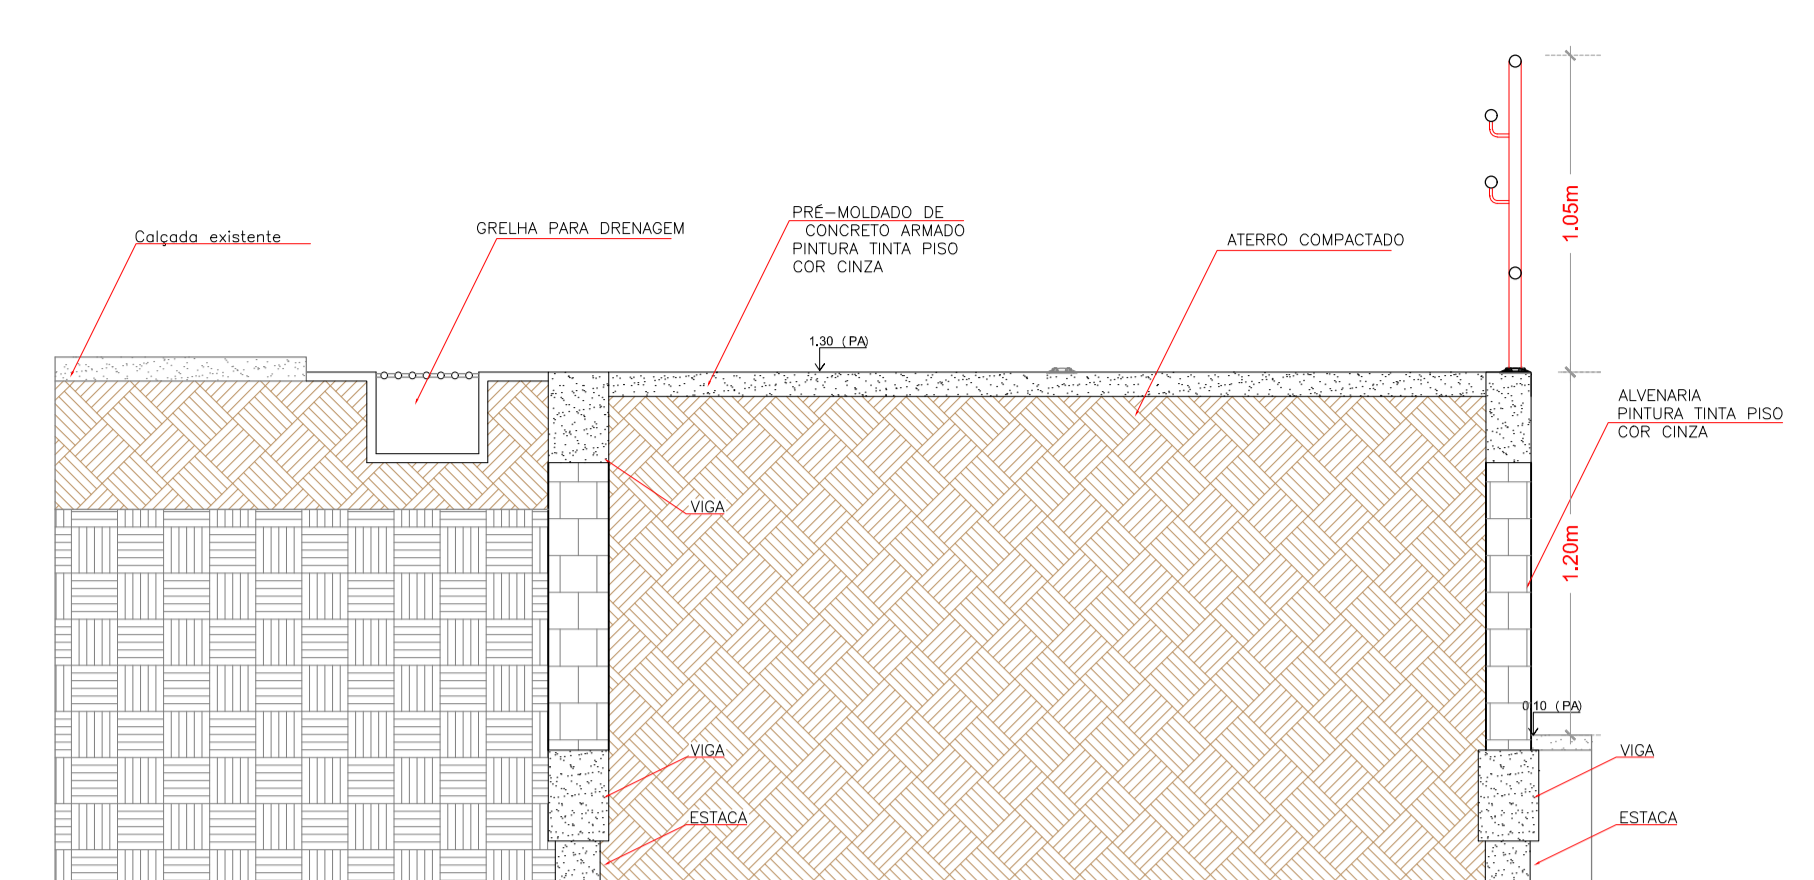 1.05m
PRÉ-MOLDADO DE
CONCRETO ARMADO
PINTURA TINTA PISO
COR CINZA
GRELHA PARA DRENAGEM
Calçada existente
ATERRO COMPACTADO
1.30 (PA)
ALVENARIA
PINTURA TINTA PISO
COR CINZA
VIGA
1.20m
0.10 (PA)
VIGA
VIGA
ESTACA
ESTACA